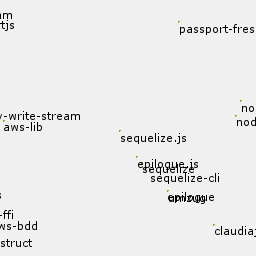 am
rtjs
passport-fres
no
y-write-stream
nod
aws-lib
sequelize.js
epilogue.js
sequelize
sequelize-cli
s
epilogue
-ffi
ws-bdd
claudiaj
struct